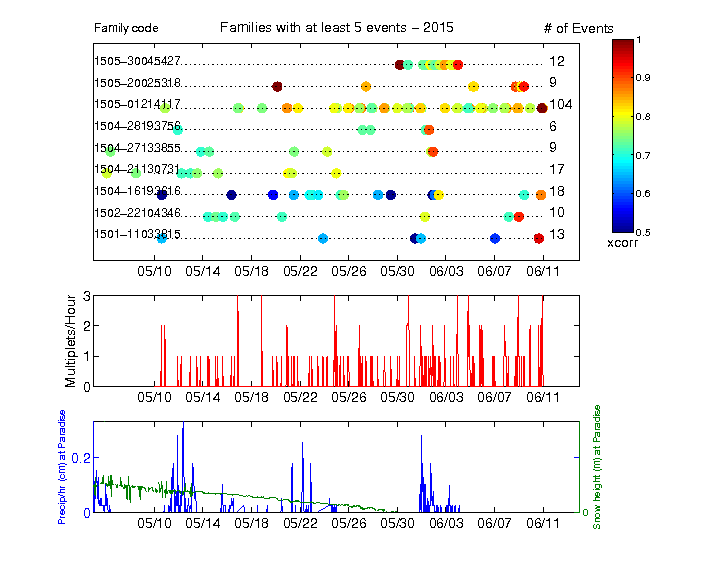 Family code Families with at least 5 events − 2015 # of Events
1505−30045427 12
1505−20025318 9
1505−01214117 104
1504−28193756 6
1504−27133855 9
1504−21130731 17
1504−16193616 18
1502−22104346 10
1501−11033815 13
05/10 05/14 05/18 05/22 05/26 05/30 06/03 06/07 06/11
1
0.9
0.8
0.7
0.6
0.5
xcorr
Multiplets/Hour
3
2
1
0
05/10 05/14 05/18 05/22 05/26 05/30 06/03 06/07 06/11
Precip/hr (cm) at Paradise
0.2
0
0
Snow height (m) at Paradise
05/10 05/14 05/18 05/22 05/26 05/30 06/03 06/07 06/11